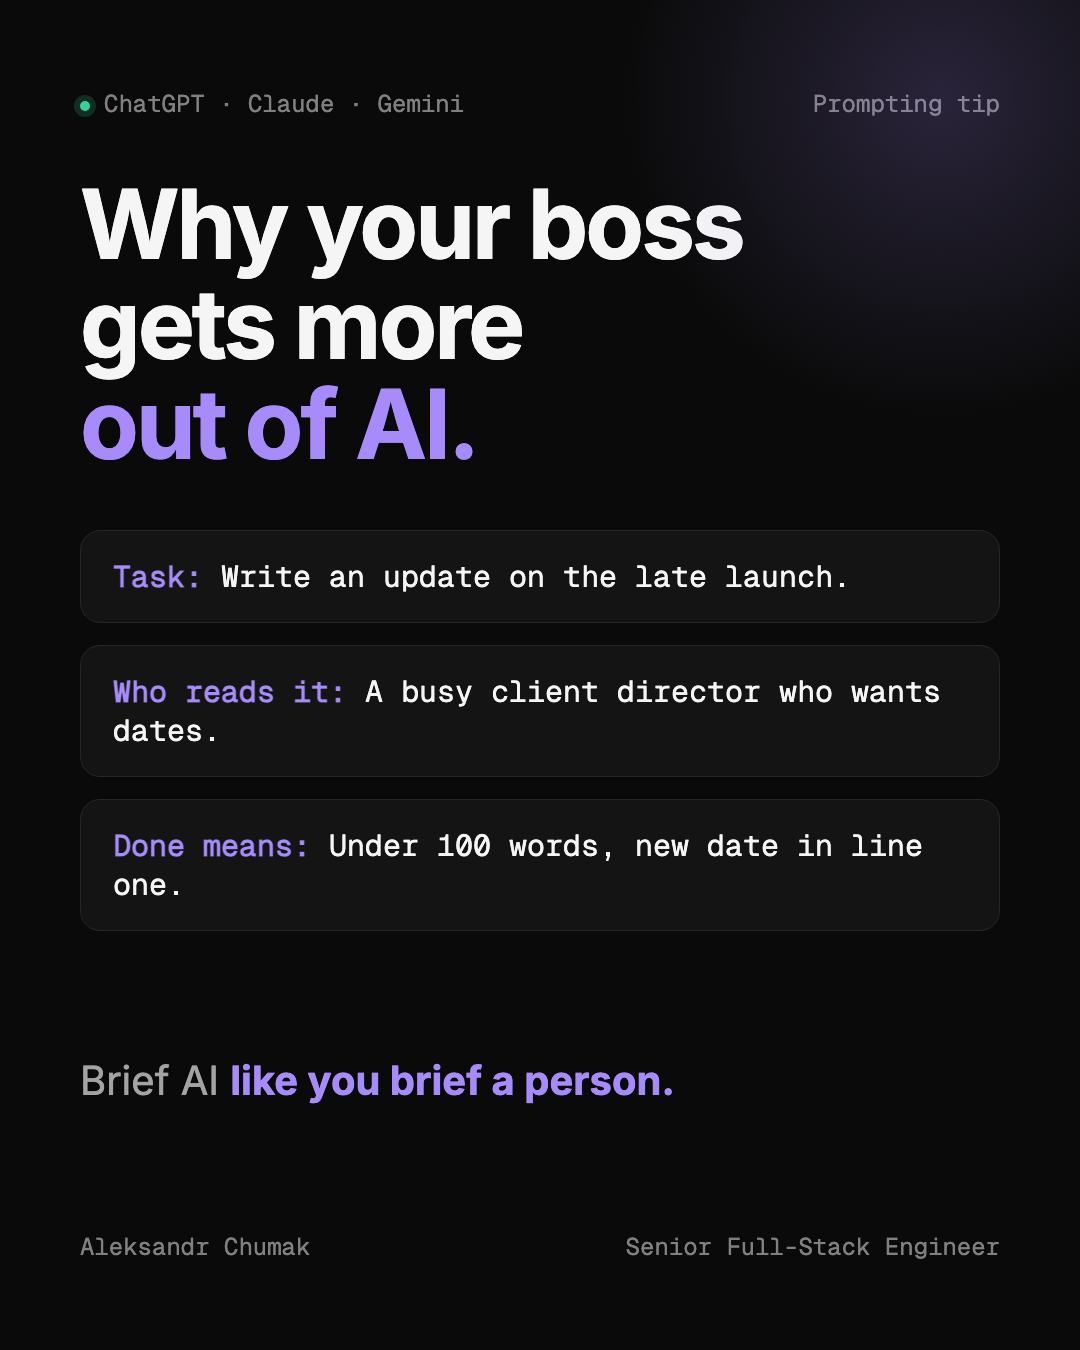 ChatGPT · Claude · Gemini
Prompting tip
Why your boss
gets more
out of AI.
Task: Write an update on the late launch.
Who reads it: A busy client director who wants
dates.
Done means: Under 100 words, new date in line
one.
Brief AI like you brief a person.
Aleksandr Chumak
Senior Full-Stack Engineer